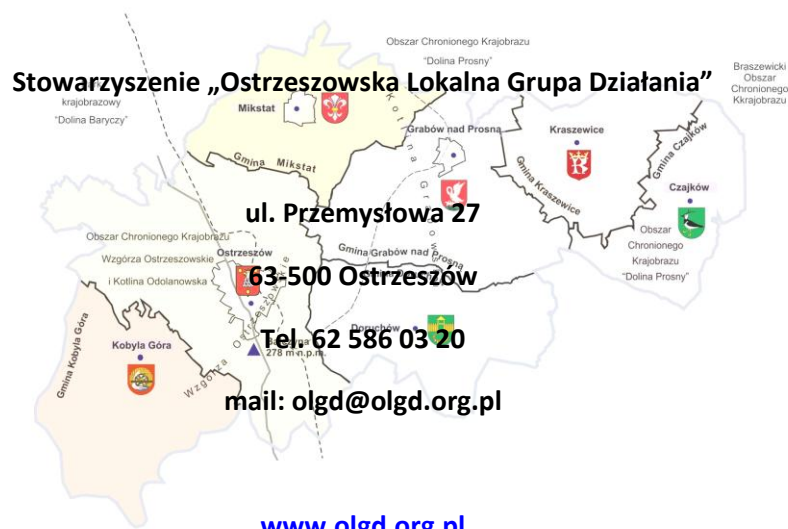 Obszar Chronionego Krajobrazu
"Dolina Prosny"
Stowarzyszenie „Ostrzeszowska Lokalna Grupa Działania”
Braszewicki
Obszar
Chronionego
Kkrajobrazu
krajobrazowy
"Dolina Baryczy"
Mikstat
Grabów nad Prosną
Kraszewice
Gmina Mikstat
Gmina Kraszewice
Gmina Czajków
Czajków
ul. Przemysłowa 27
Obszar Chronionego Krajobrazu
Wzgórza Ostrzeszowskie
i Kotlina Odolanowska
Ostrzeszów
Gmina Grabów nad Prosną
Obszar
Chronionego
Krajobrazu
"Dolina Prosny"
63-500 Ostrzeszów
Doruchów
Tel. 62 586 03 20
278 m n.p.m.
Kobyla Góra
Gmina Kobyla Góra
Wzgórza Ostrzeszowskie
mail: olgd@olgd.org.pl
www.olgd.org.pl